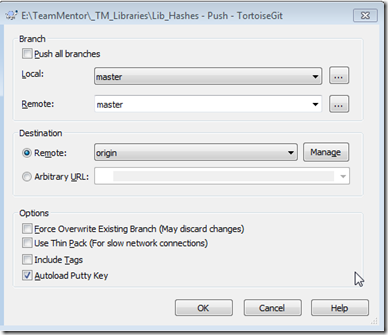 E:\TeamMentor\_TM_Libraries\Lib_Hashes - Push - TortoiseGit
Branch
Push all branches
Local: master ...
Remote: master ...
Destination
Remote: origin Manage
Arbitrary URL:
Options
Force Overwrite Existing Branch (May discard changes)
Use Thin Pack (For slow network connections)
Include Tags
Autoload Putty Key
OK Cancel Help